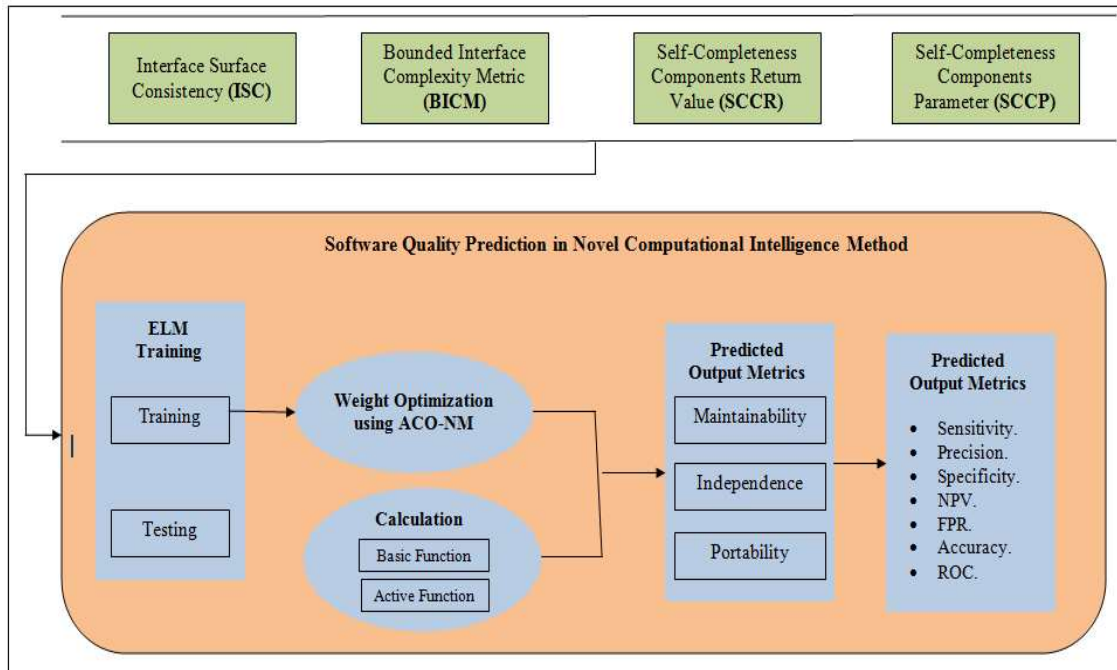 Interface Surface
Consistency (ISC)
Bounded Interface
Complexity Metric
(BICM)
Self-Completeness
Components Return
Value (SCCR)
Self-Completeness
Components
Parameter (SCCP)
Software Quality Prediction in Novel Computational Intelligence Method
ELM
Training
Training
Testing
Weight Optimization
using ACO-NM
Calculation
Basic Function
Active Function
Predicted
Output Metrics
Maintainability
Independence
Portability
Predicted
Output Metrics
• Sensitivity.
• Precision.
• Specificity.
• NPV.
• FPR.
• Accuracy.
• ROC.